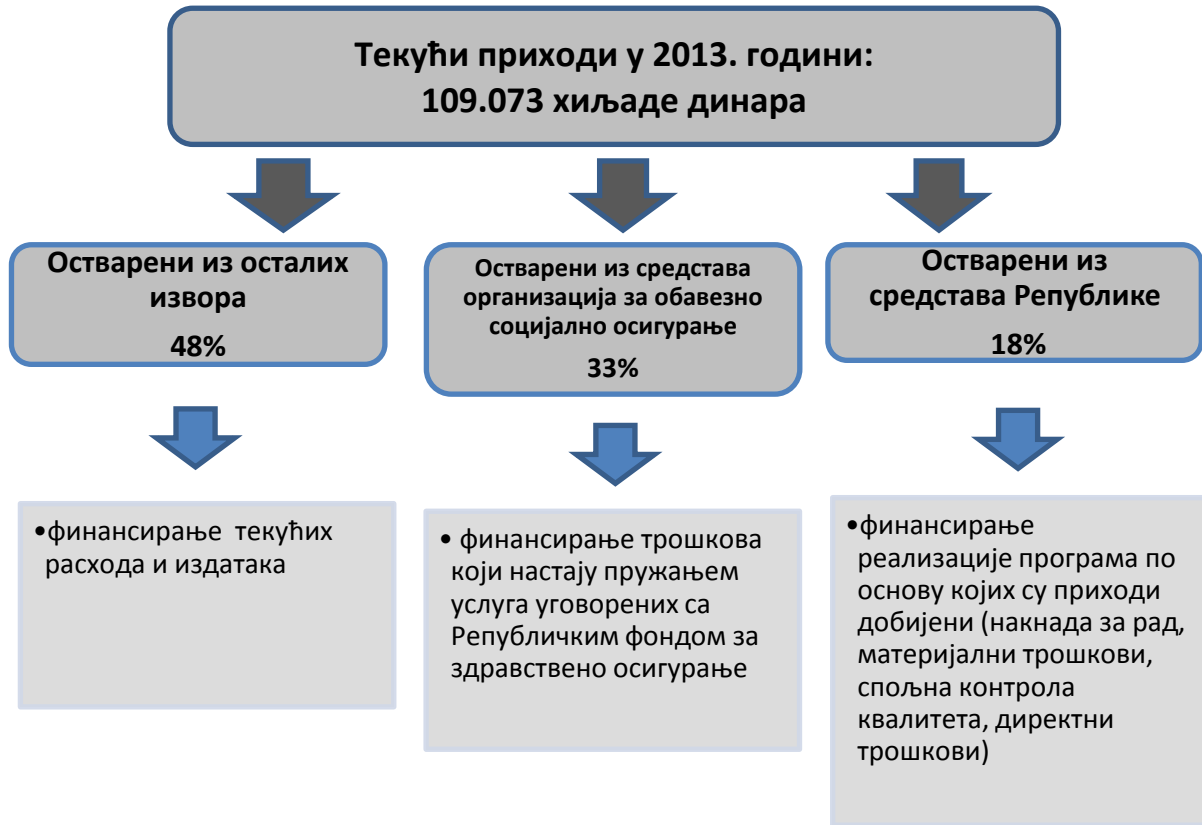 Текући приходи у 2013. години:
109.073 хиљаде динара
Остварени из осталих
извора
48%
Остварени из средстава
организација за обавезно
социјално осигурање
33%
Остварени из
средстава Републике
18%
•финансирање текућих
расхода и издатака
• финансирање трошкова
који настају пружањем
услуга уговорених са
Републичким фондом за
здравствено осигурање
•финансирање
реализације програма по
основу којих су приходи
добијени (накнада за рад,
материјални трошкови,
спољна контрола
квалитета, директни
трошкови)